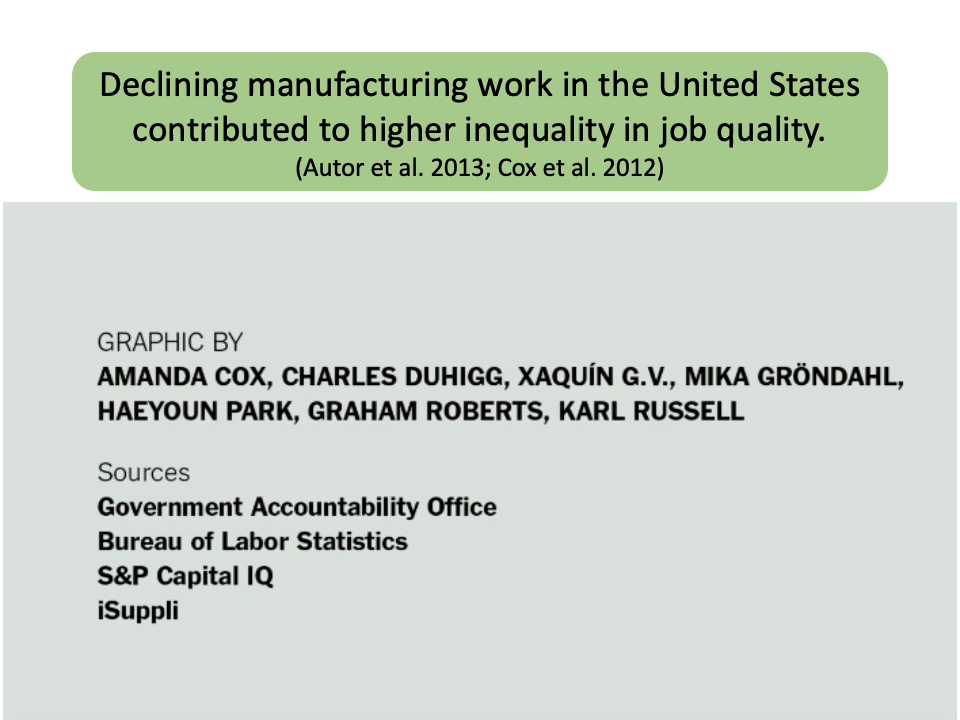 Declining manufacturing work in the United States
contributed to higher inequality in job quality.
(Autor et al. 2013; Cox et al. 2012)
GRAPHIC BY
AMANDA COX, CHARLES DUHIGG, XAQUÍN G.V., MIKA GRÖNDAHL,
HAEYOUN PARK, GRAHAM ROBERTS, KARL RUSSELL
Sources
Government Accountability Office
Bureau of Labor Statistics
S&P Capital IQ
iSuppli